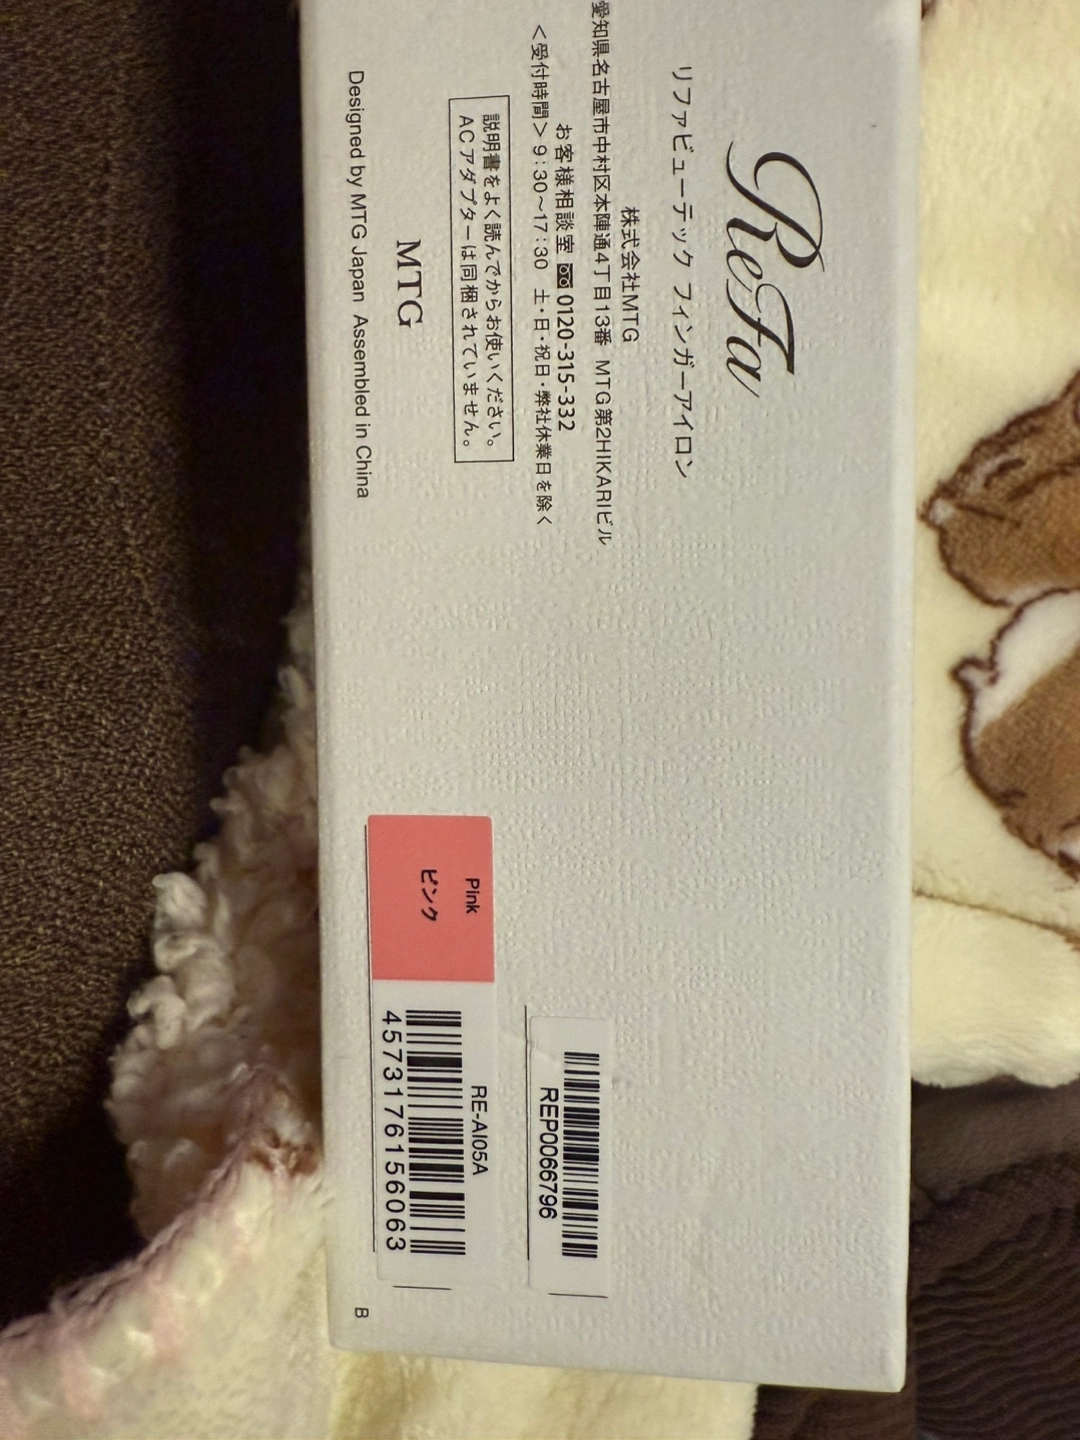 ReFa
リファビューテック フィンガーアイロン
株式会社MTG
愛知県名古屋市中村区本陣通4丁目13番 MTG第2HIKARIビル
お客様相談室 0120-315-332
<受付時間> 9:30〜17:30 土・日・祝日・弊社休業日を除く
説明書をよく読んでからお使いください。
ACアダプターは同梱されていません。
MTG
Designed by MTG Japan Assembled in China
Pink
ピンク
RE-AI05A
4573176156063
REP0066796
B